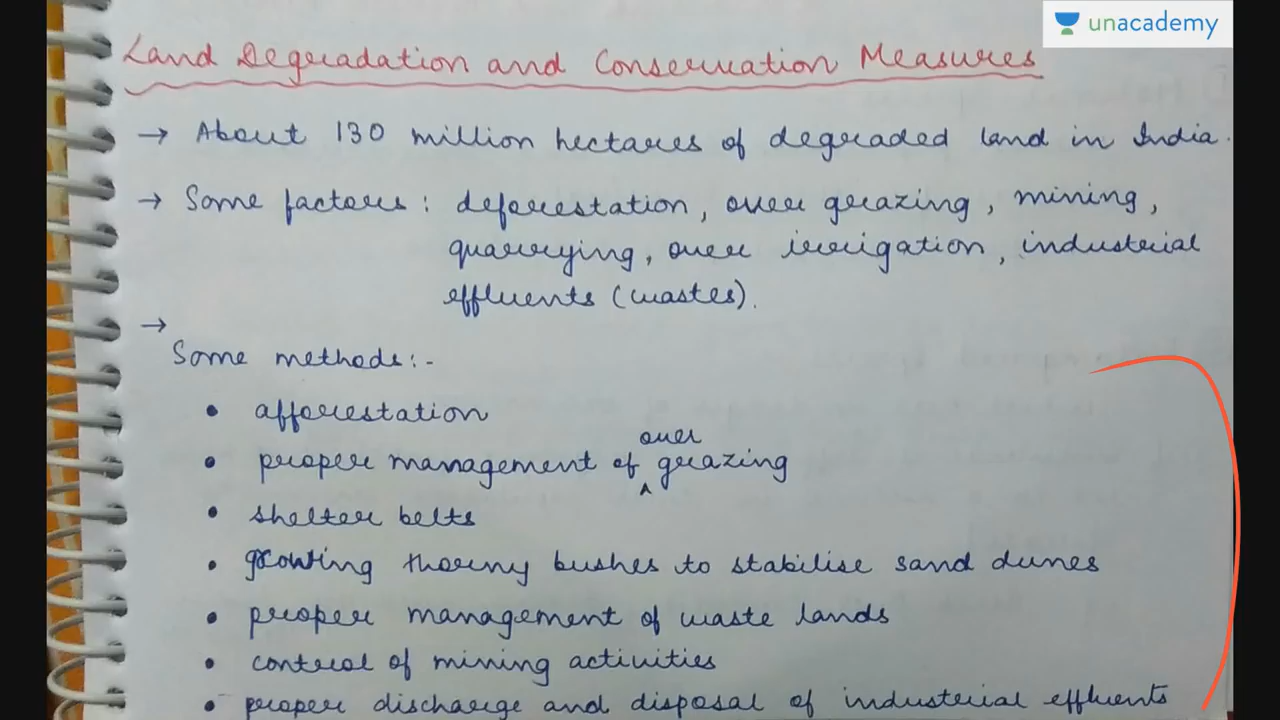 unacademy
Land Degradation and Conservation Measures
→ About 130 million hectares of degraded land in India.
→ Some factors: deforestation, over grazing, mining,
quarrying, over irrigation, industrial
effluents (wastes).
→
Some methods:-
• afforestation
• proper management of ^over grazing
• shelter belts
• growing thorny bushes to stabilise sand dunes
• proper management of waste lands
• control of mining activities
• proper discharge and disposal of industrial effluents